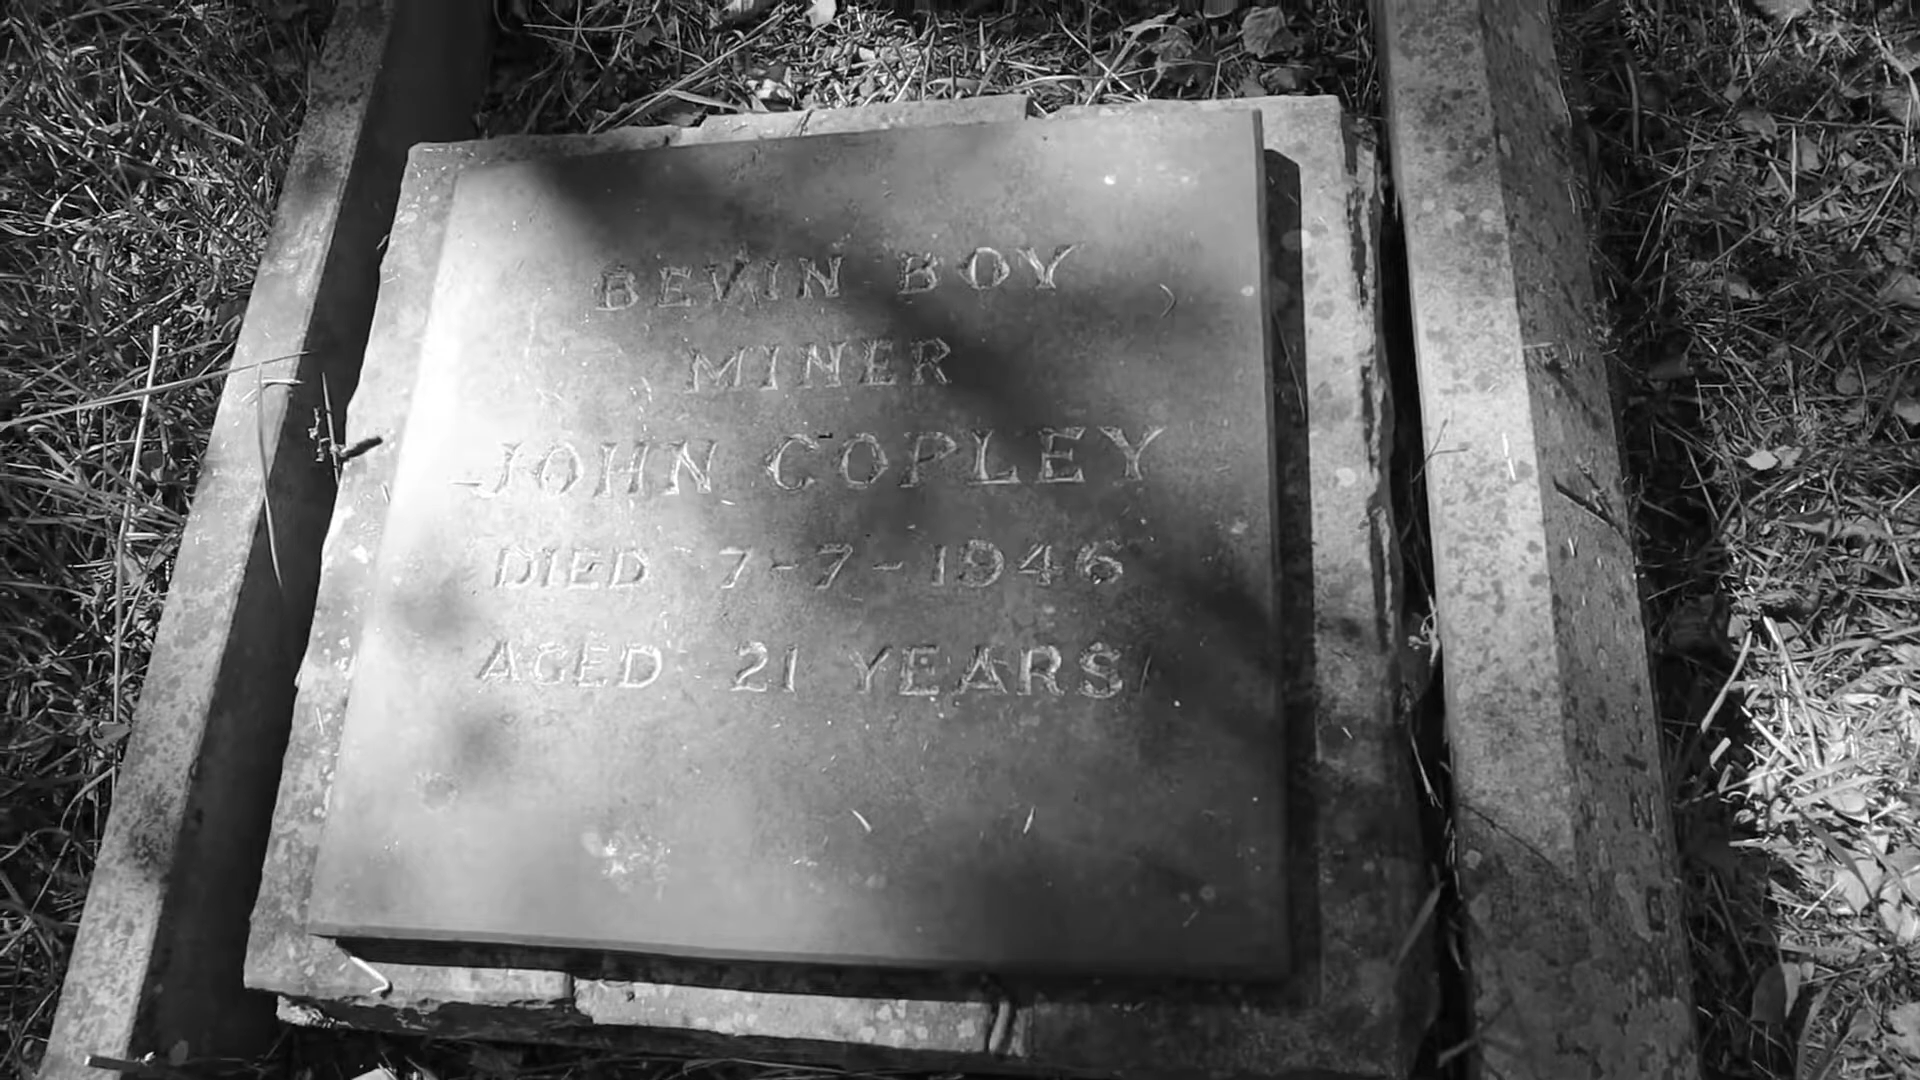 BEVIN BOY
MINER
JOHN COPLEY
DIED 7-7-1946
AGED 21 YEARS